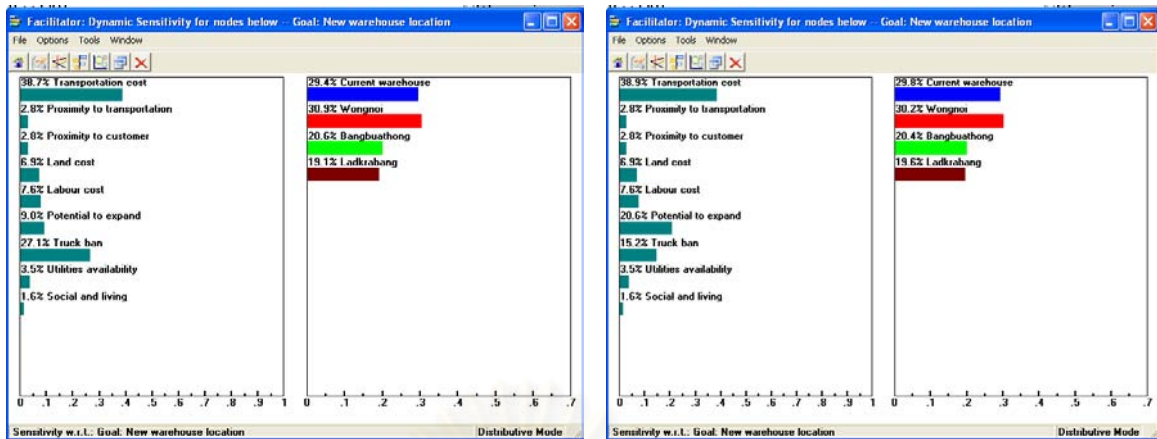 Facilitator: Dynamic Sensitivity for nodes below -- Goal: New warehouse location
File Options Tools Window
38.7% Transportation cost
2.8% Proximity to transportation
2.8% Proximity to customer
6.9% Land cost
7.6% Labour cost
9.0% Potential to expand
27.1% Truck ban
3.5% Utilities availability
1.6% Social and living
0 .1 .2 .3 .4 .5 .6 .7 .8 .9 1
29.4% Current warehouse
30.9% Wongnoi
20.6% Bangbuathong
19.1% Ladkrabang
0 .1 .2 .3 .4 .5 .6 .7
Sensitivity w.r.t.: Goal: New warehouse location
Distributive Mode
Facilitator: Dynamic Sensitivity for nodes below -- Goal: New warehouse location
File Options Tools Window
38.9% Transportation cost
2.8% Proximity to transportation
2.8% Proximity to customer
6.9% Land cost
7.6% Labour cost
20.6% Potential to expand
15.2% Truck ban
3.5% Utilities availability
1.6% Social and living
0 .1 .2 .3 .4 .5 .6 .7 .8 .9 1
29.8% Current warehouse
30.2% Wongnoi
20.4% Bangbuathong
19.6% Ladkrabang
0 .1 .2 .3 .4 .5 .6 .7
Sensitivity w.r.t.: Goal: New warehouse location
Distributive Mode